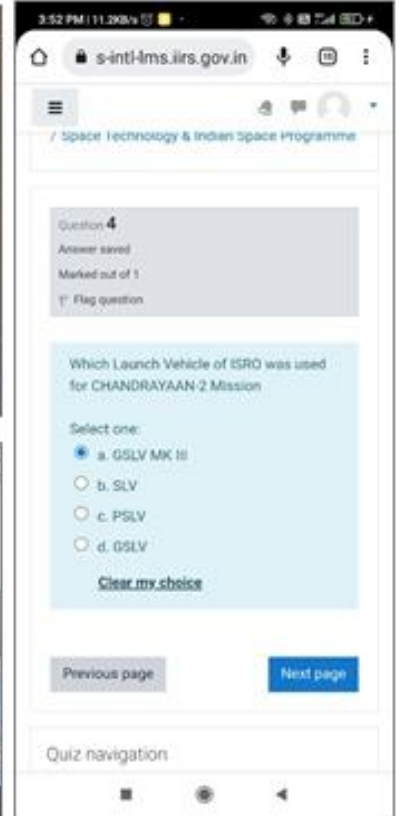 3:52 PM | 11.2KB/s
s-intl-lms.iirs.gov.in
/ Space Technology & Indian Space Programme
Question 4
Answer saved
Marked out of 1
Flag question
Which Launch Vehicle of ISRO was used
for CHANDRAYAAN-2 Mission
Select one:
a. GSLV MK III
b. SLV
c. PSLV
d. GSLV
Clear my choice
Previous page
Next page
Quiz navigation